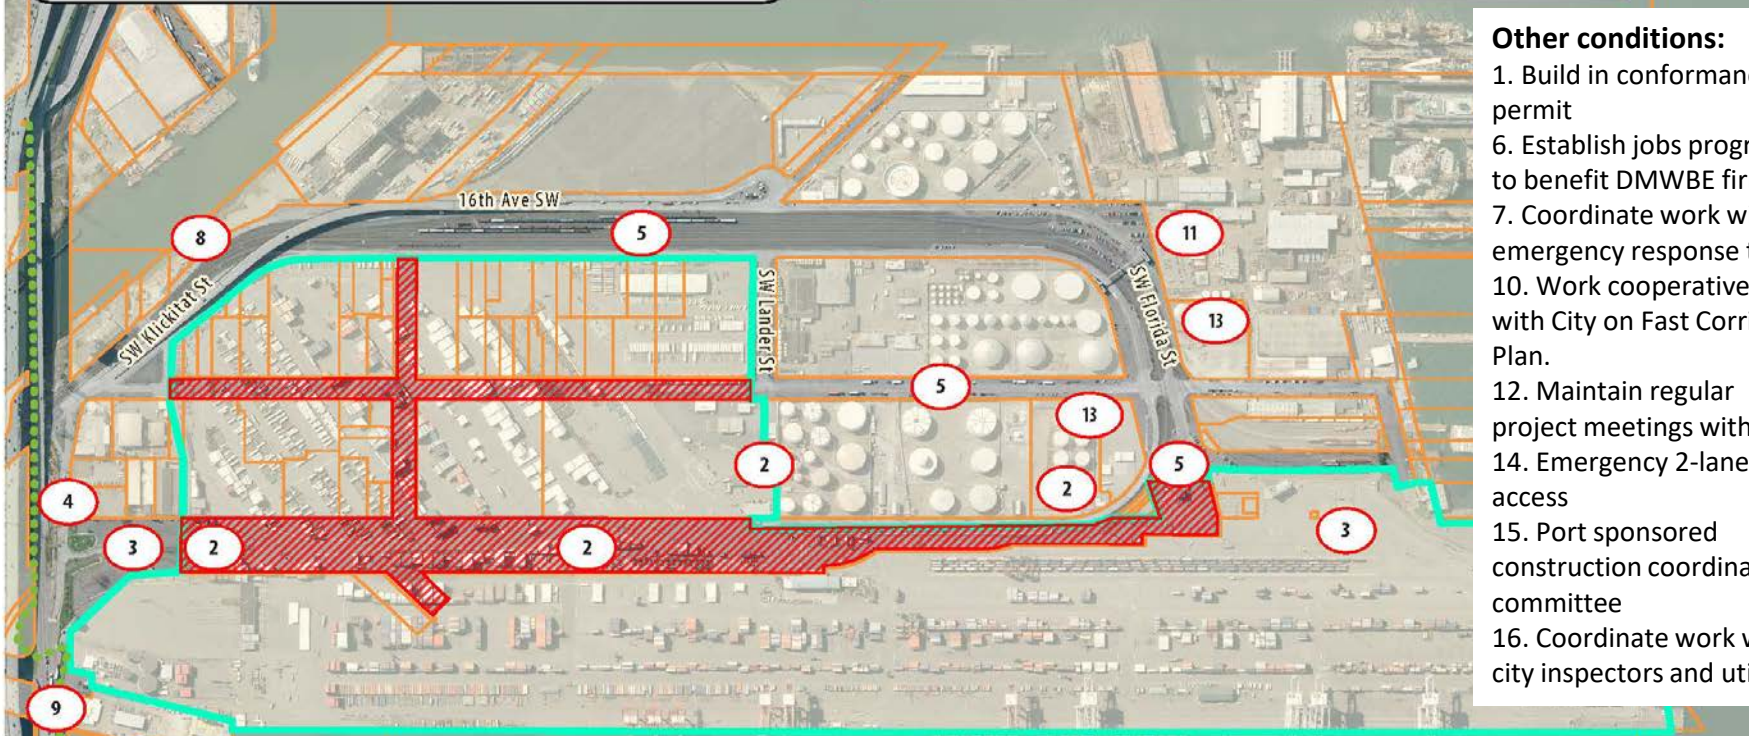 Other conditions:
1. Build in conforman
permit
6. Establish jobs progr
to benefit DMWBE fir
7. Coordinate work w
emergency response
10. Work cooperative
with City on Fast Corri
Plan.
12. Maintain regular
project meetings with
14. Emergency 2-lane
access
15. Port sponsored
construction coordina
committee
16. Coordinate work w
city inspectors and uti
16th Ave SW
8
5
11
SW Klickitat St
SW Lander St
SW Florida St
13
5
13
4
2
2
5
3
2
2
3
9